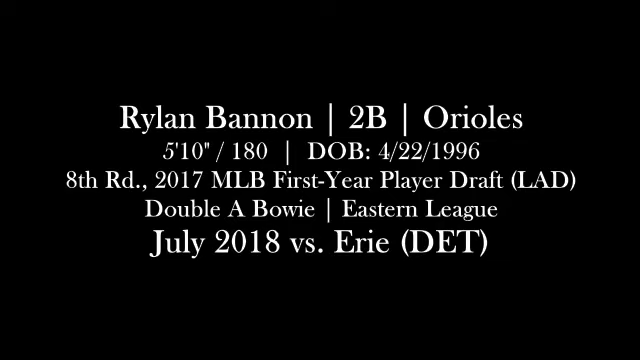 Rylan Bannon | 2B | Orioles
5'10" / 180 | DOB: 4/22/1996
8th Rd., 2017 MLB First-Year Player Draft (LAD)
Double A Bowie | Eastern League
July 2018 vs. Erie (DET)